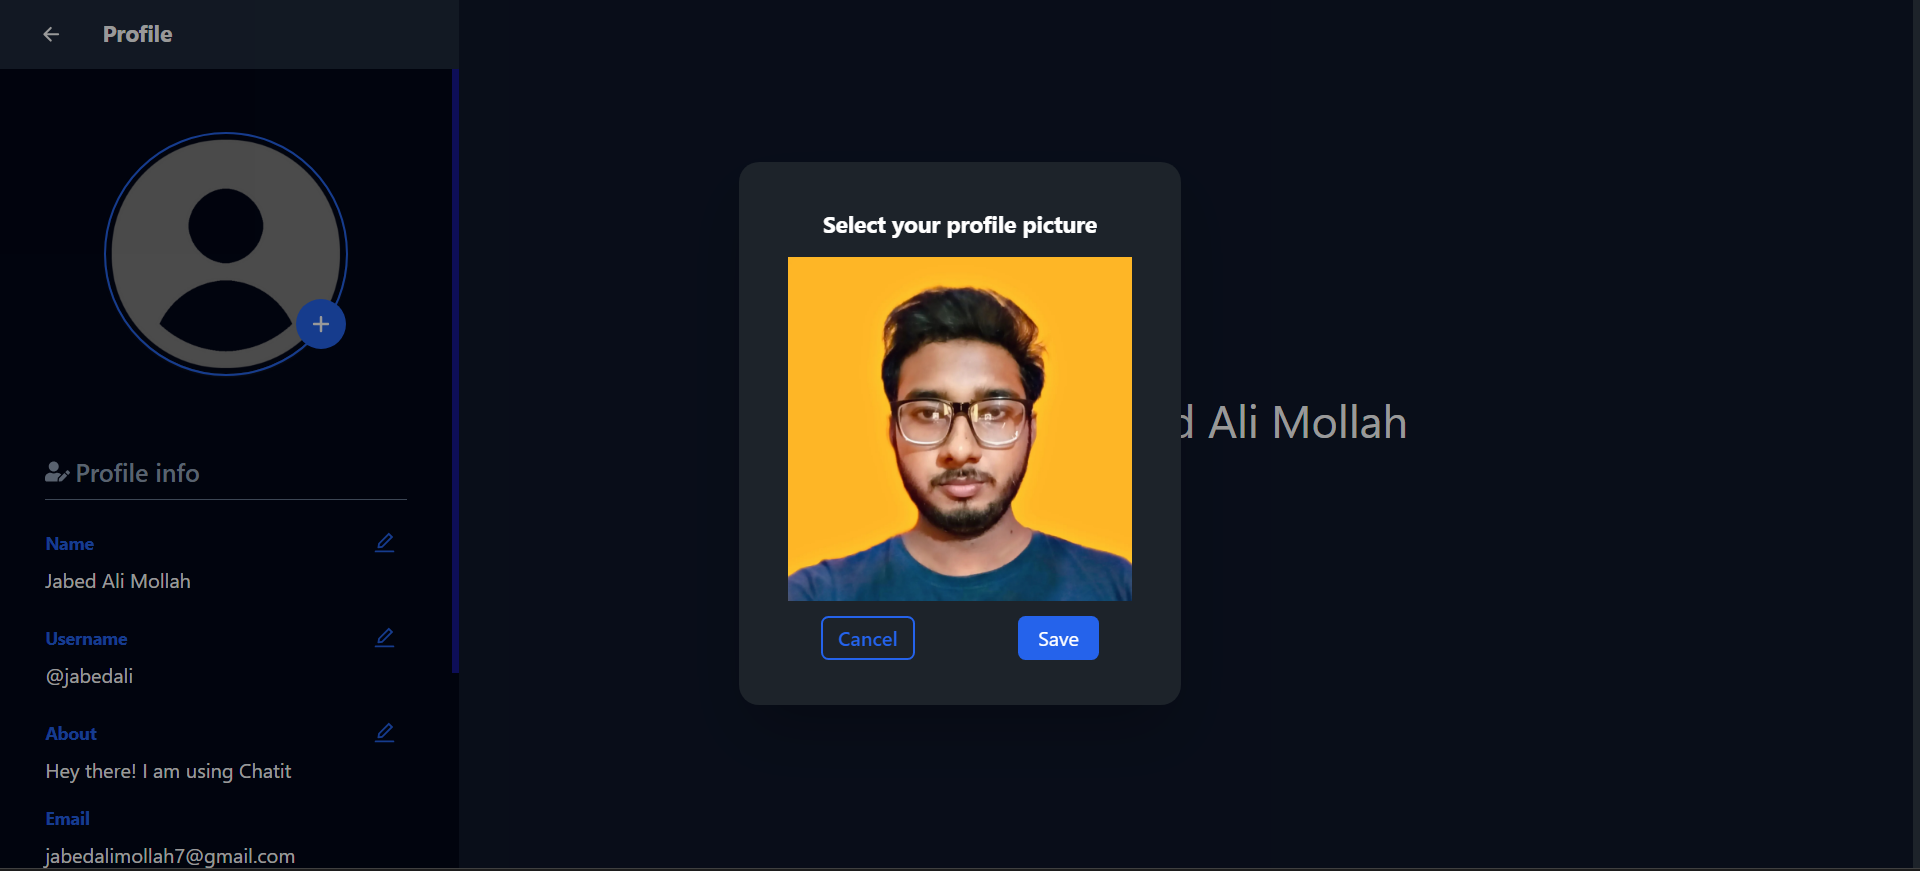 Profile
Profile info
Name
Jabed Ali Mollah
Username
@jabedali
About
Hey there! I am using Chatit
Email
jabedalimollah7@gmail.com
Select your profile picture
Cancel
Save
d Ali Mollah